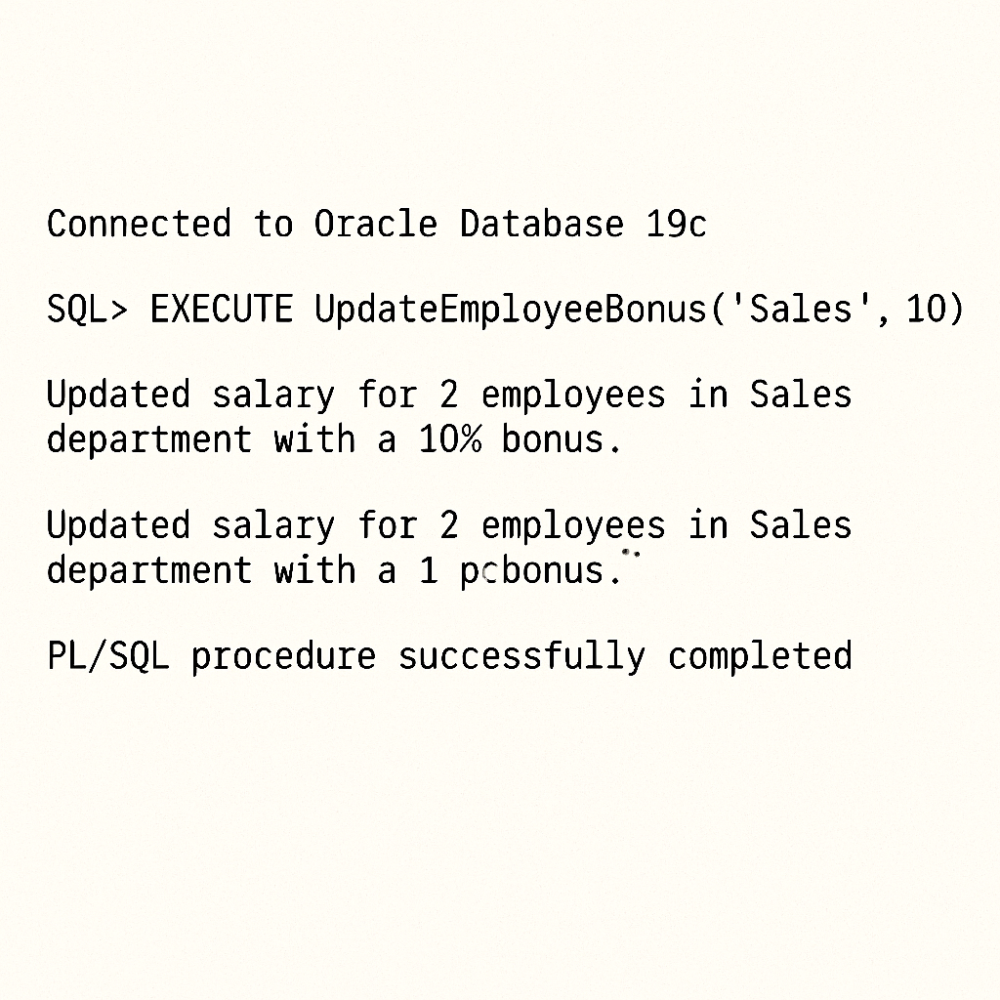 Connected to Oracle Database 19c
SQL> EXECUTE UpdateEmployeeBonus('Sales', 10)
Updated salary for 2 employees in Sales
department with a 10% bonus.
Updated salary for 2 employees in Sales
department with a 1 pcbonus.
PL/SQL procedure successfully completed